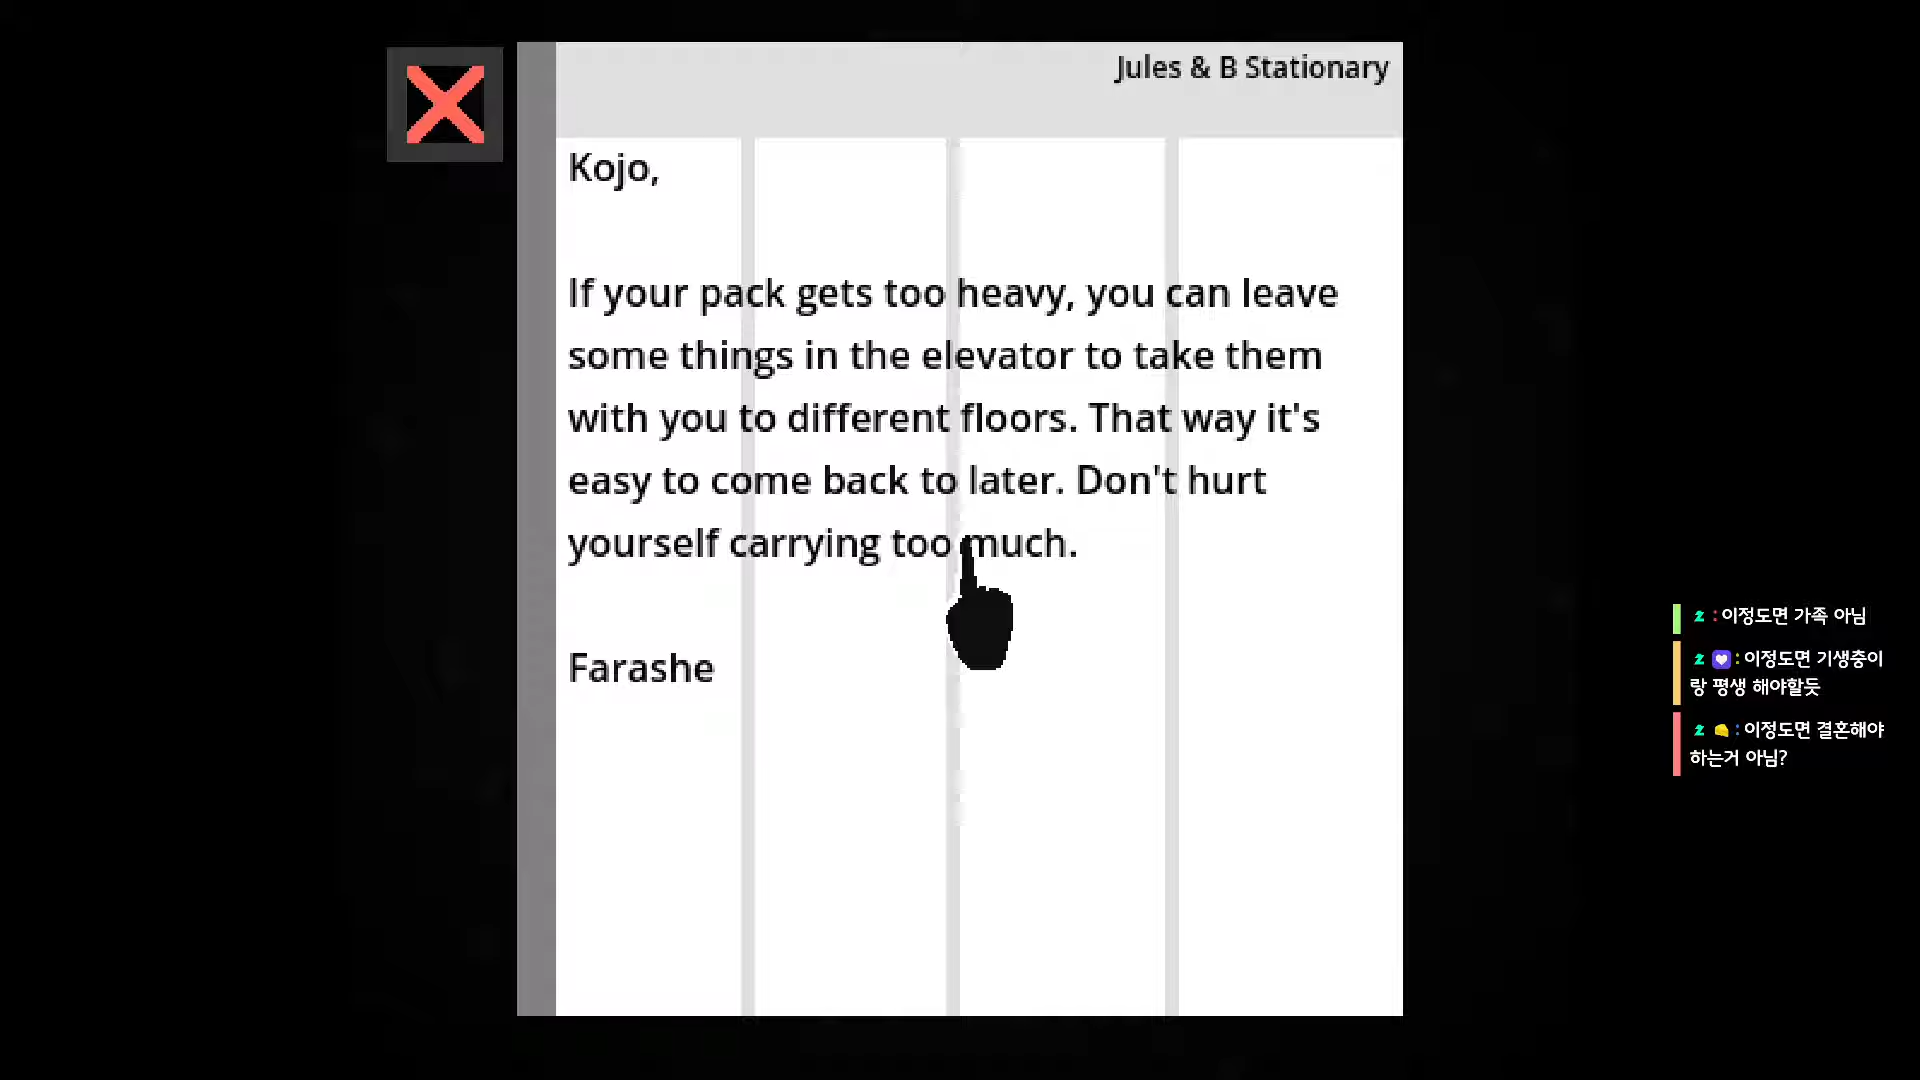 Jules & B Stationary
Kojo,
If your pack gets too heavy, you can leave
some things in the elevator to take them
with you to different floors. That way it's
easy to come back to later. Don't hurt
yourself carrying too much.
Farashe
: 이정도면 가족 아님
: 이정도면 기생충이
랑 평생 해야할듯
: 이정도면 결혼해야
하는거 아님?